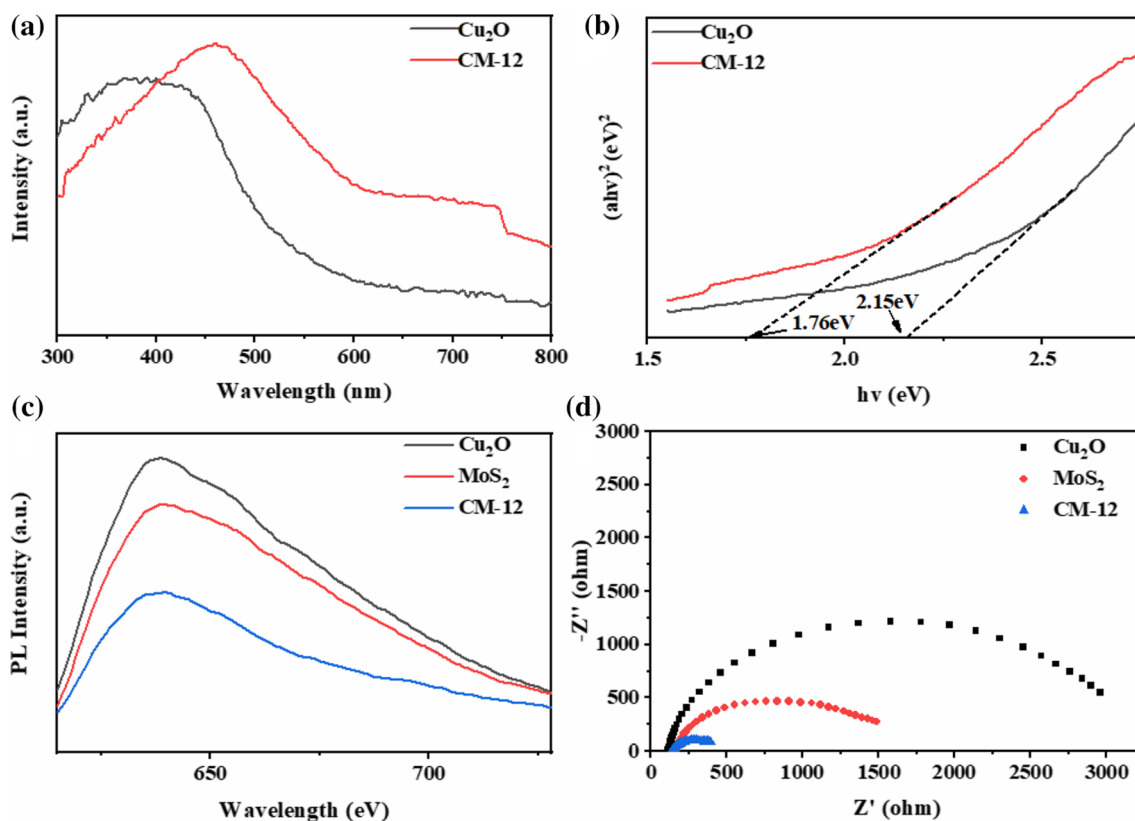 (a)
Cu₂O
CM-12
Intensity (a.u.)
300 400 500 600 700 800
Wavelength (nm)
(b)
Cu₂O
CM-12
(ahv)² (eV)²
2.15eV
1.76eV
1.5 2.0 2.5
hv (eV)
(c)
Cu₂O
MoS₂
CM-12
PL Intensity (a.u.)
650 700
Wavelength (eV)
(d)
3000
Cu₂O
2500
MoS₂
CM-12
2000
-Z'' (ohm)
1500
1000
500
0
0 500 1000 1500 2000 2500 3000
Z' (ohm)